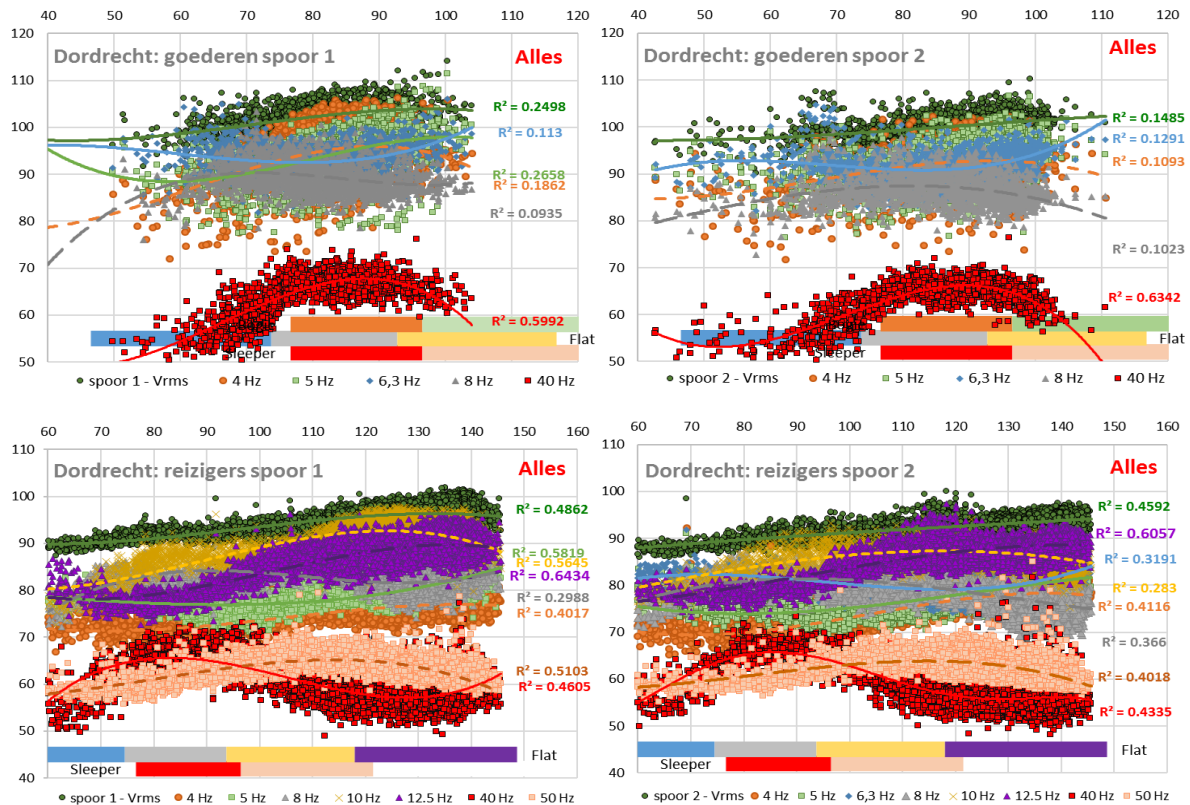 40 50 60 70 80 90 100 110 120
120
Dordrecht: goederen spoor 1 Alles
110
R² = 0.2498
100
R² = 0.113
90
R² = 0.2658
R² = 0.1862
80
R² = 0.0935
70
60
R² = 0.5992
Flat
50
Sleeper
spoor 1 - Vrms 4 Hz 5 Hz 6,3 Hz 8 Hz 40 Hz
40 50 60 70 80 90 100 110 120
120
Dordrecht: goederen spoor 2 Alles
110
R² = 0.1485
100
R² = 0.1291
R² = 0.1093
90
80
R² = 0.1023
70
R² = 0.6342
60
Flat
50
Sleeper
spoor 2 - Vrms 4 Hz 5 Hz 6,3 Hz 8 Hz 40 Hz
60 70 80 90 100 110 120 130 140 150 160
110
Dordrecht: reizigers spoor 1 Alles
100
R² = 0.4862
90
R² = 0.5819
R² = 0.5645
R² = 0.6434
80
R² = 0.2988
R² = 0.4017
70
R² = 0.5103
R² = 0.4605
60
50
Flat
Sleeper
40
spoor 1 - Vrms 4 Hz 5 Hz 8 Hz 10 Hz 12.5 Hz 40 Hz 50 Hz
60 70 80 90 100 110 120 130 140 150 160
110
Dordrecht: reizigers spoor 2 Alles
100
R² = 0.4592
R² = 0.6057
90
R² = 0.3191
80
R² = 0.283
R² = 0.4116
70
R² = 0.366
R² = 0.4018
60
R² = 0.4335
50
Flat
Sleeper
40
spoor 2 - Vrms 4 Hz 5 Hz 6,3 Hz 8 Hz 10 Hz 12.5 Hz 40 Hz 50 Hz